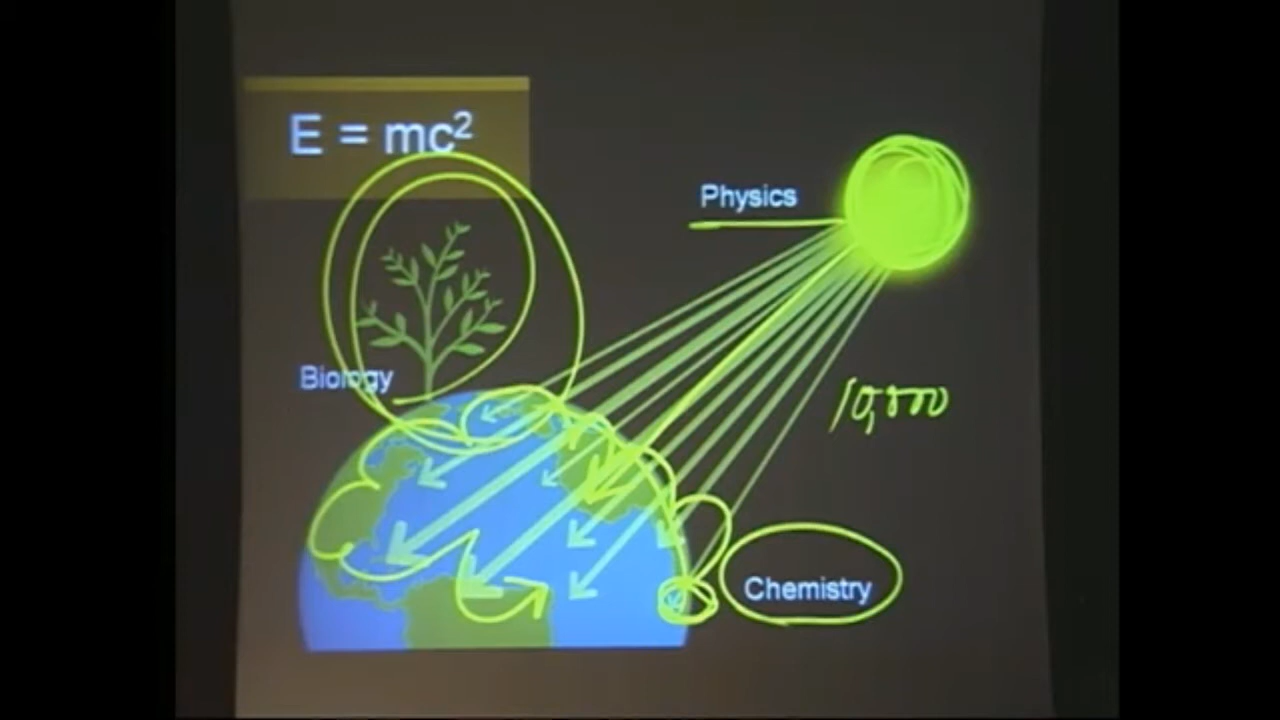 E = mc²
Physics
Biology
10,000
Chemistry